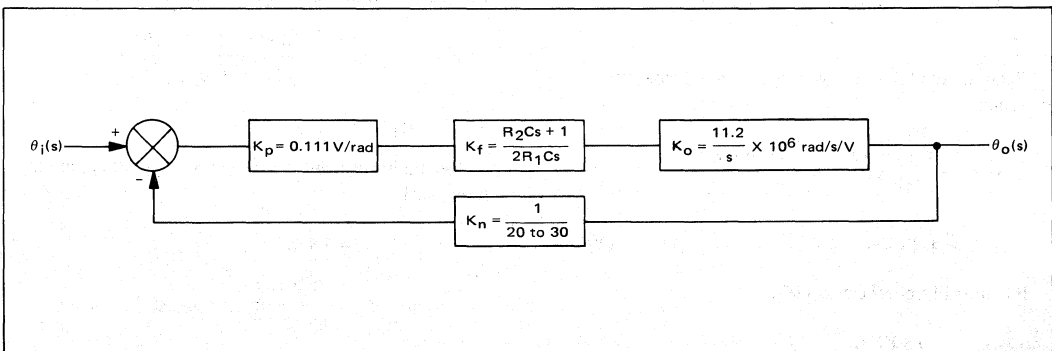 θi(s)
+
−
Kp = 0.111 V/rad
Kf = R2Cs + 1 / 2R1Cs
Ko = 11.2 / s X 10^6 rad/s/V
θo(s)
Kn = 1 / 20 to 30